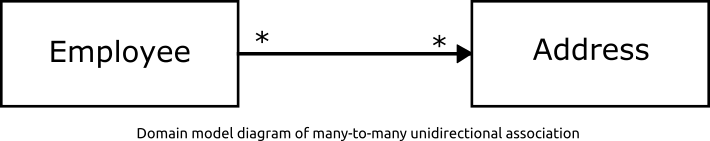 Employee * * Address
Domain model diagram of many-to-many unidirectional association